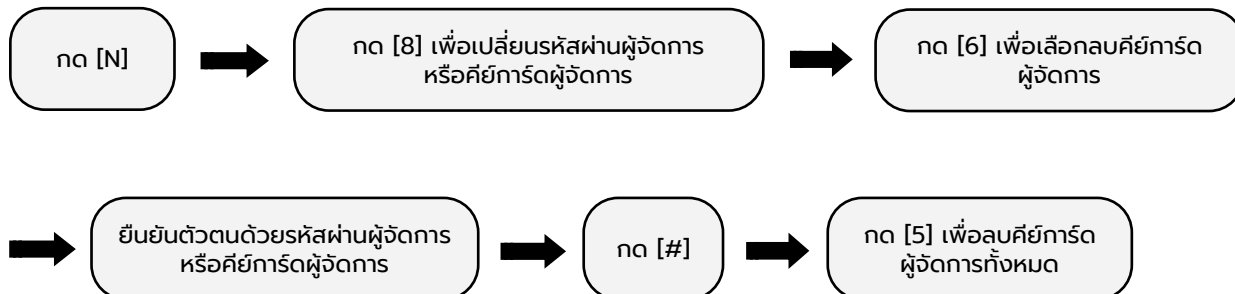 กด [N]
กด [8] เพื่อเปลี่ยนรหัสผ่านผู้จัดการ
หรือคีย์การ์ดผู้จัดการ
กด [6] เพื่อเลือกลบคีย์การ์ด
ผู้จัดการ
ยืนยันตัวตนด้วยรหัสผ่านผู้จัดการ
หรือคีย์การ์ดผู้จัดการ
กด [#]
กด [5] เพื่อลบคีย์การ์ด
ผู้จัดการทั้งหมด